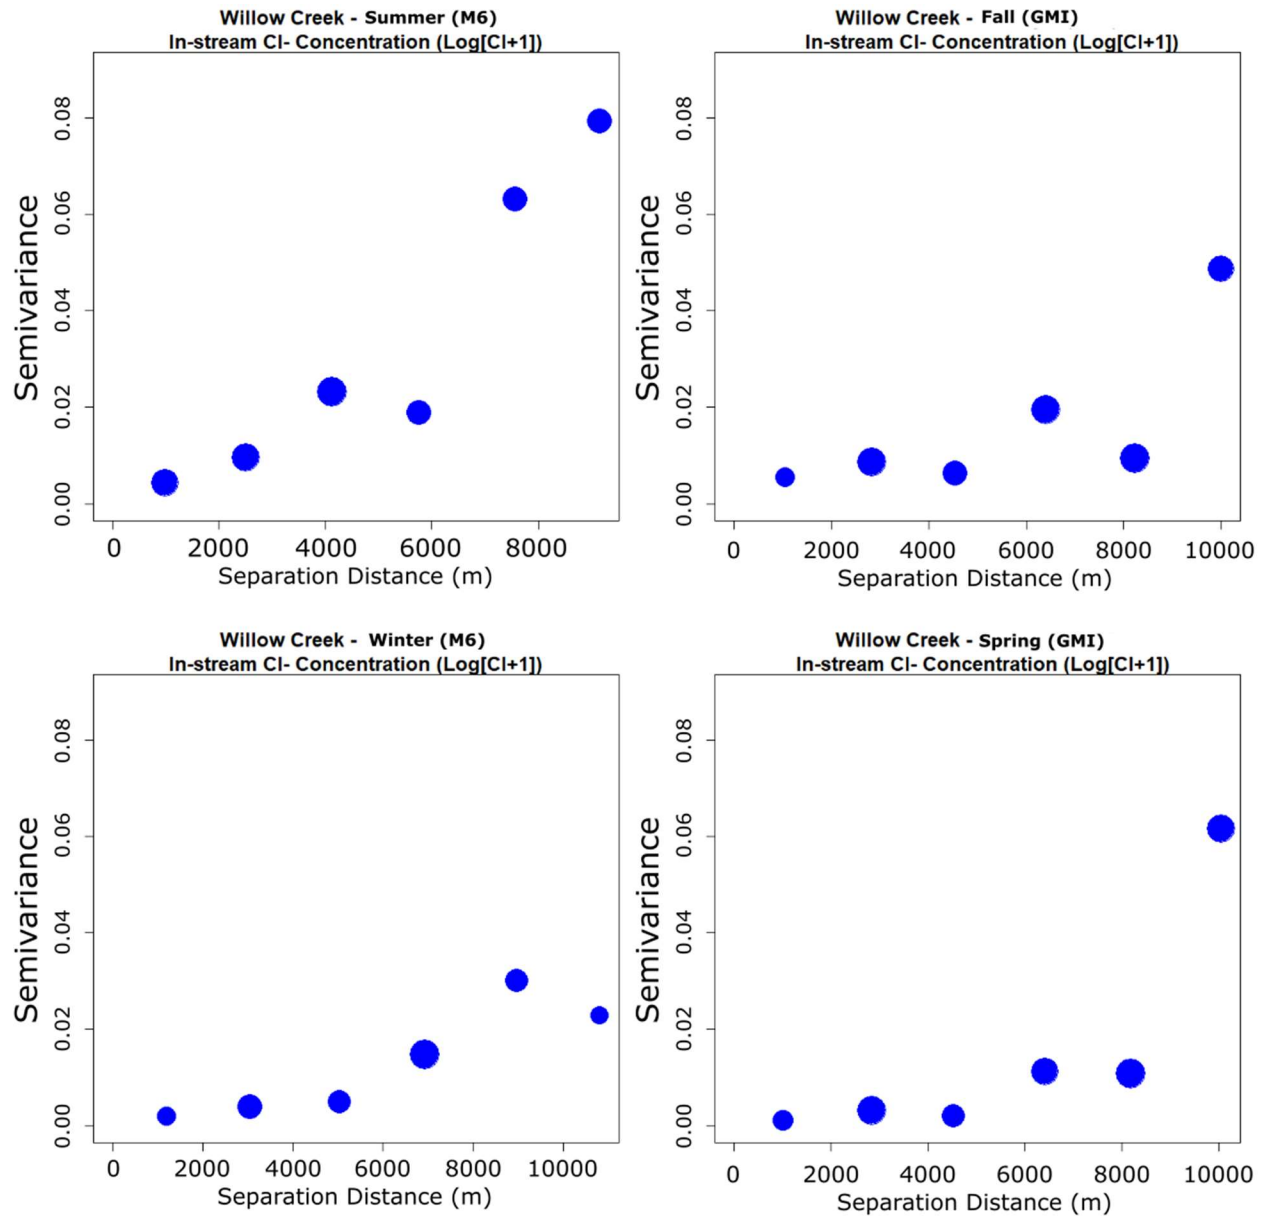 Willow Creek - Summer (M6)
In-stream Cl- Concentration (Log[Cl+1])
Semivariance
0.08
0.06
0.04
0.02
0.00
0 2000 4000 6000 8000
Separation Distance (m)
Willow Creek - Fall (GMI)
In-stream Cl- Concentration (Log[Cl+1])
Semivariance
0.08
0.06
0.04
0.02
0.00
0 2000 4000 6000 8000 10000
Separation Distance (m)
Willow Creek - Winter (M6)
In-stream Cl- Concentration (Log[Cl+1])
Semivariance
0.08
0.06
0.04
0.02
0.00
0 2000 4000 6000 8000 10000
Separation Distance (m)
Willow Creek - Spring (GMI)
In-stream Cl- Concentration (Log[Cl+1])
Semivariance
0.08
0.06
0.04
0.02
0.00
0 2000 4000 6000 8000 10000
Separation Distance (m)